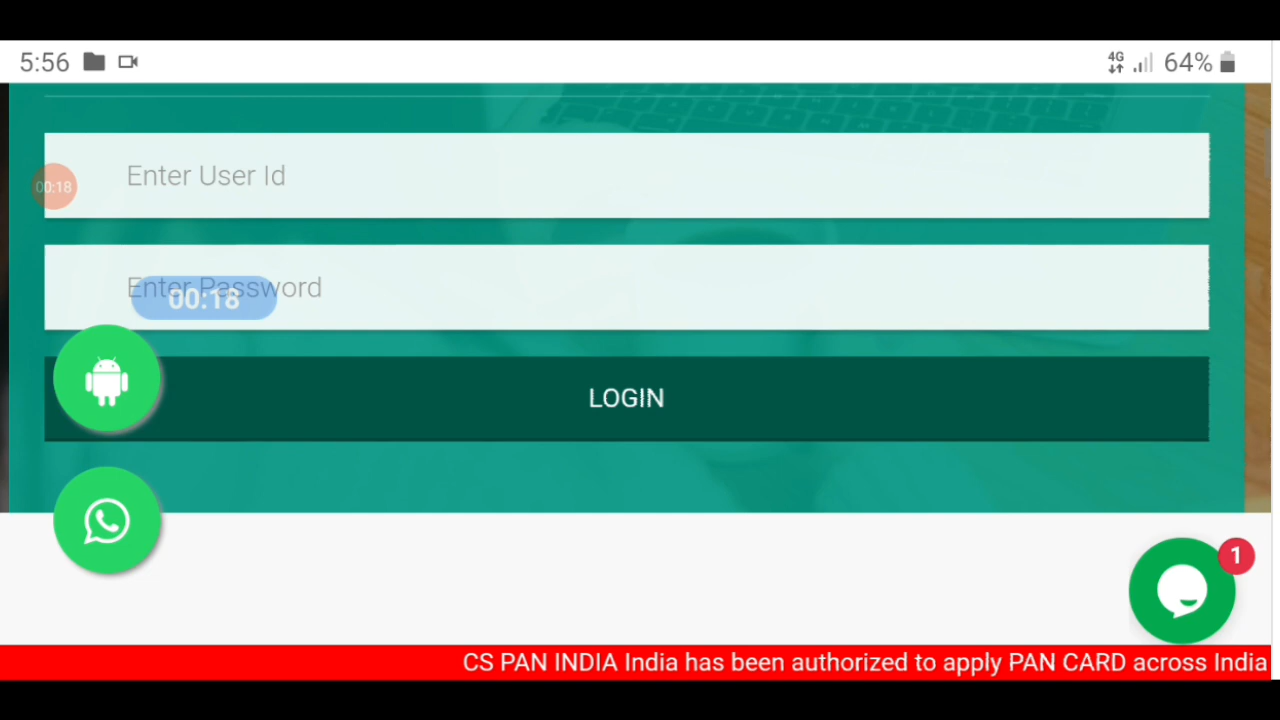 5:56
4G
64%
Enter User Id
00:18
Enter Password
00:18
LOGIN
1
CS PAN INDIA India has been authorized to apply PAN CARD across India